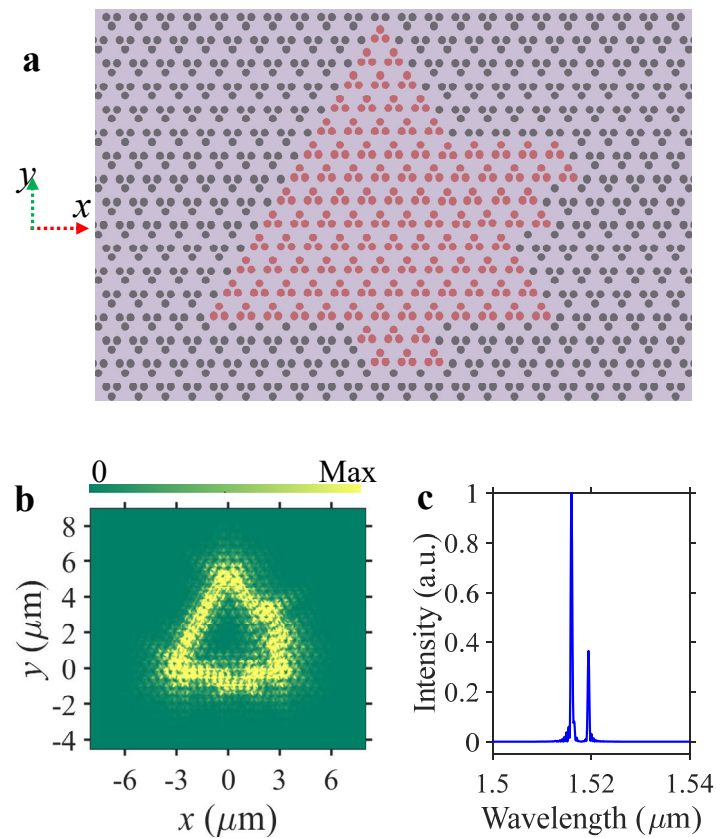 a
y
x
0 Max
b
c
8
6
4
2
0
-2
-4
y (μm)
-6 -3 0 3 6
x (μm)
1
0.8
0.6
0.4
0.2
0
Intensity (a.u.)
1.5 1.52 1.54
Wavelength (μm)